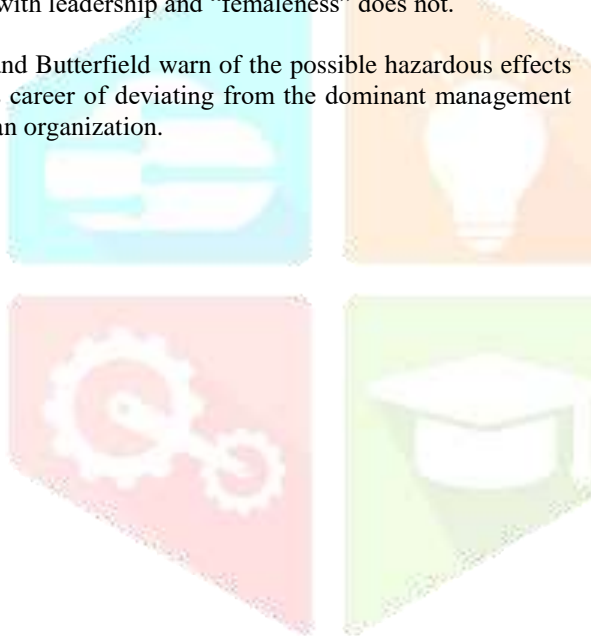 with leadership and "femaleness" does not.
and Butterfield warn of the possible hazardous effects
career of deviating from the dominant management
an organization.